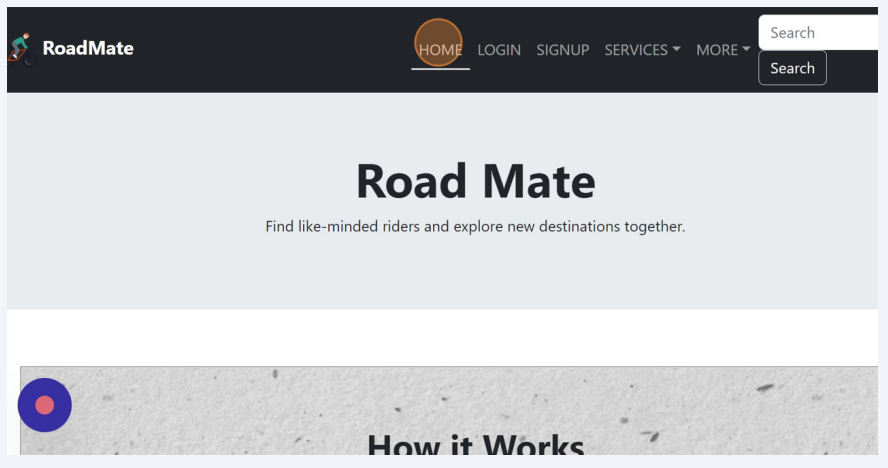 RoadMate
HOME LOGIN SIGNUP SERVICES MORE
Search
Search
Road Mate
Find like-minded riders and explore new destinations together.
How it Works